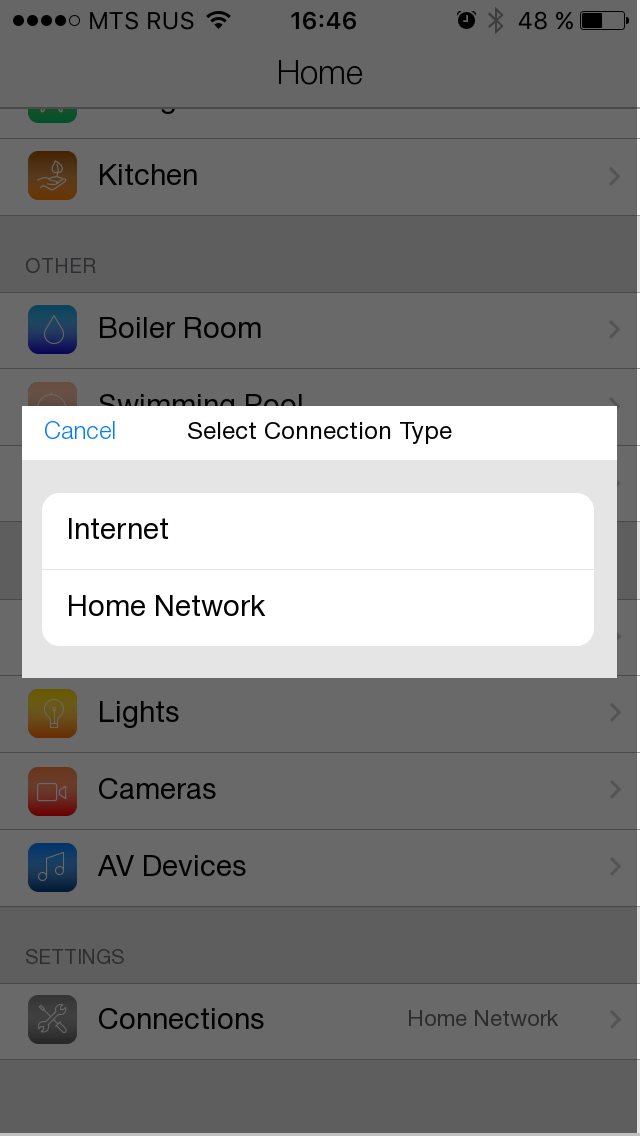 MTS RUS 16:46 48 %
Home
Kitchen
OTHER
Boiler Room
Swimming Pool
Cancel Select Connection Type
Internet
Home Network
Lights
Cameras
AV Devices
SETTINGS
Connections Home Network